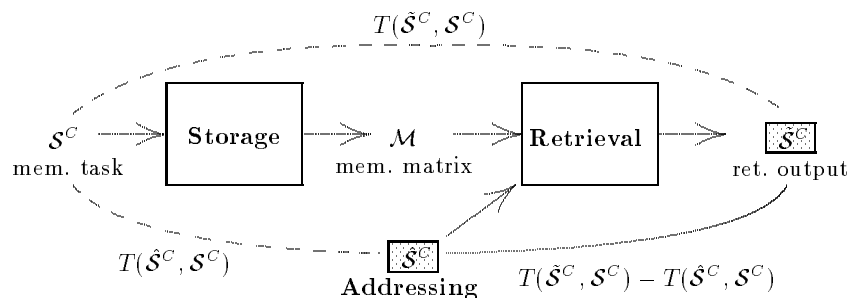 T(S̃^C, S^C)
S^C
mem. task
Storage
M
mem. matrix
Retrieval
S̃^C
ret. output
T(Ŝ^C, S^C)
Ŝ^C
Addressing
T(S̃^C, S^C) − T(Ŝ^C, S^C)